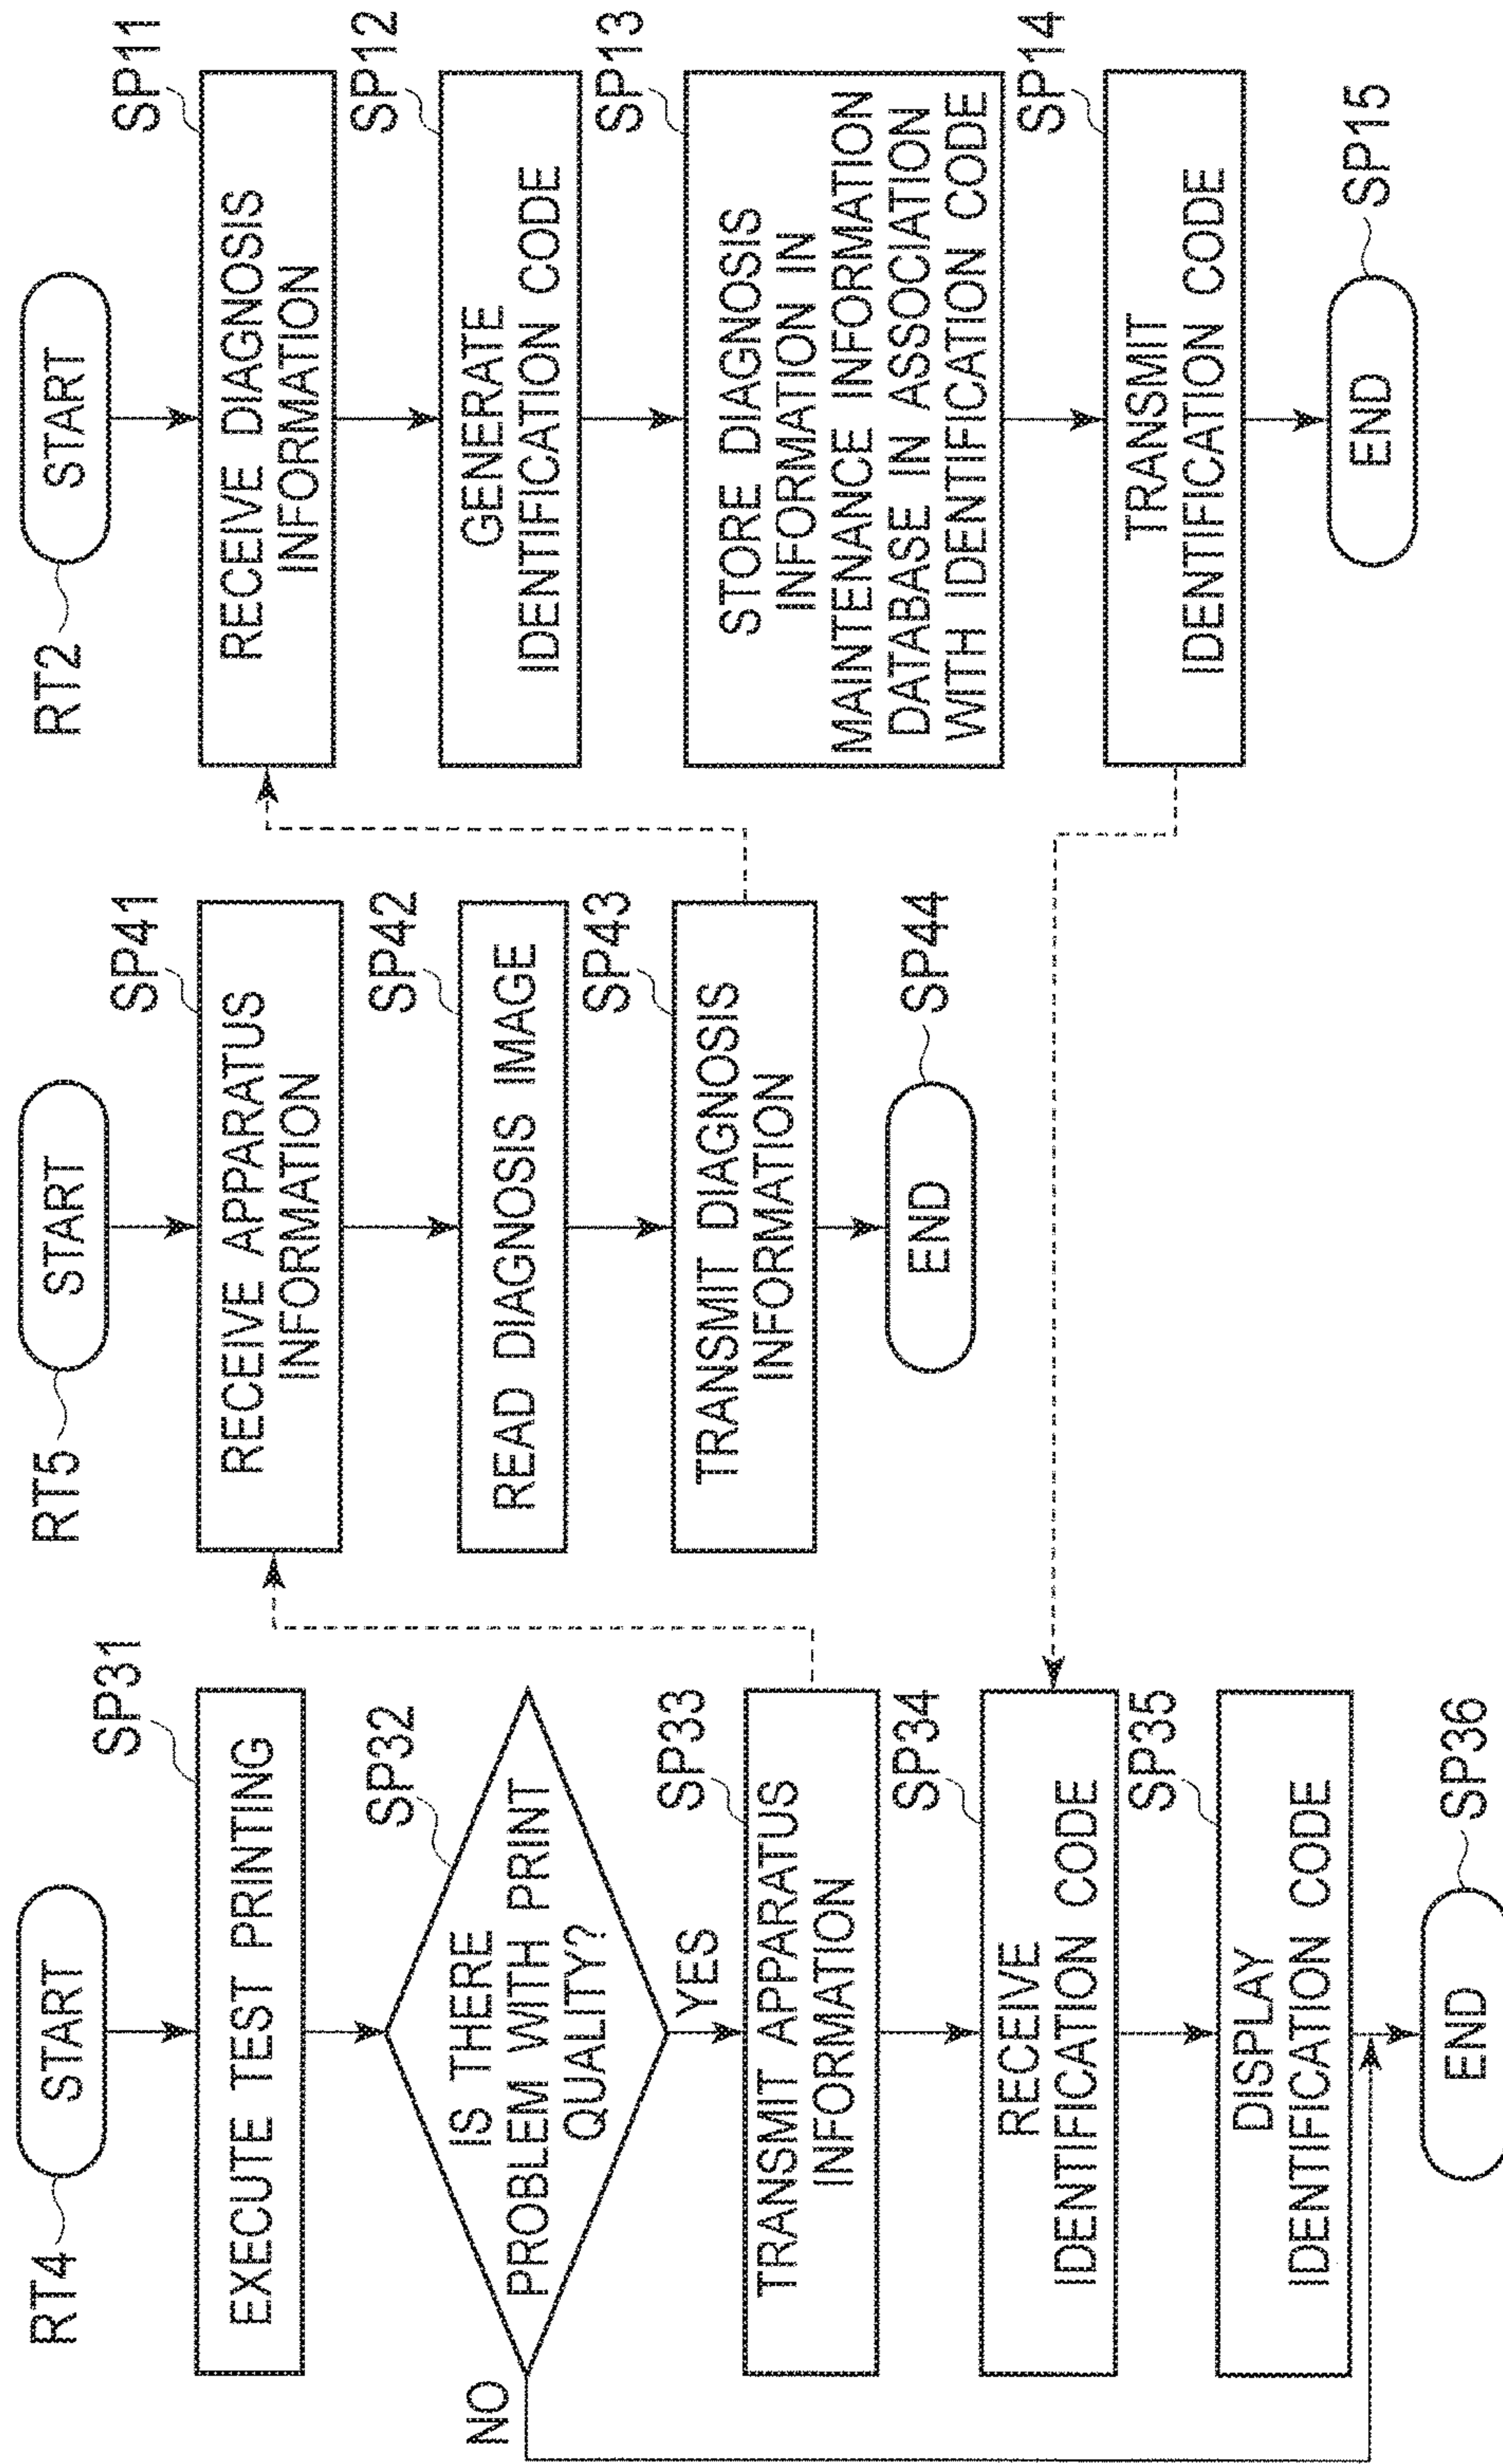 RT4
START
SP31
EXECUTE TEST PRINTING
SP32
IS THERE
PROBLEM WITH PRINT
QUALITY?
NO
YES
SP33
TRANSMIT APPARATUS
INFORMATION
SP34
RECEIVE
IDENTIFICATION CODE
SP35
DISPLAY
IDENTIFICATION CODE
SP36
END
RT5
START
SP41
RECEIVE APPARATUS
INFORMATION
SP42
READ DIAGNOSIS IMAGE
SP43
TRANSMIT DIAGNOSIS
INFORMATION
SP44
END
RT2
START
SP11
RECEIVE DIAGNOSIS
INFORMATION
SP12
GENERATE
IDENTIFICATION CODE
SP13
STORE DIAGNOSIS
INFORMATION IN
MAINTENANCE INFORMATION
DATABASE IN ASSOCIATION
WITH IDENTIFICATION CODE
SP14
TRANSMIT
IDENTIFICATION CODE
SP15
END